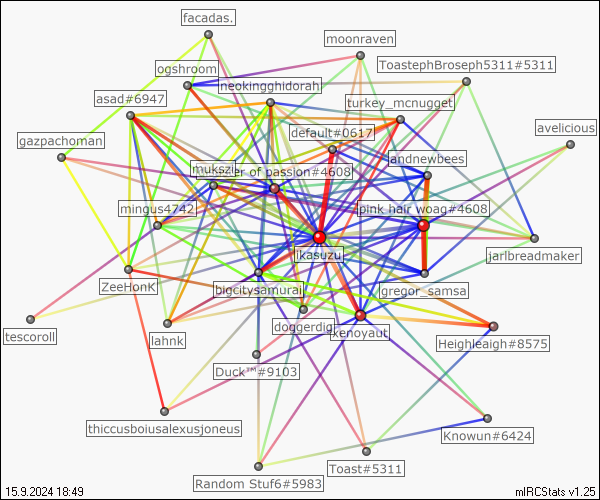 facadas.
moonraven
ToastephBroseph5311#5311
ogshroom
neokingghidorah
asad#6947
turkey_mcnugget
avelicious
default#0617
gazpachoman
andnewbees
mukszil
er of passion#4608
mingus4742
pink hair woag#4608
jarlbreadmaker
ikasuzu
ZeeHonK
bigcitysamurai
gregor_samsa
doggerdig
xenoyaut
tescoroll
lahnk
Heighleaigh#8575
Duck™#9103
thiccusboiusalexusjoneus
Knowun#6424
Toast#5311
Random Stuf6#5983
15.9.2024 18:49
mIRCStats v1.25